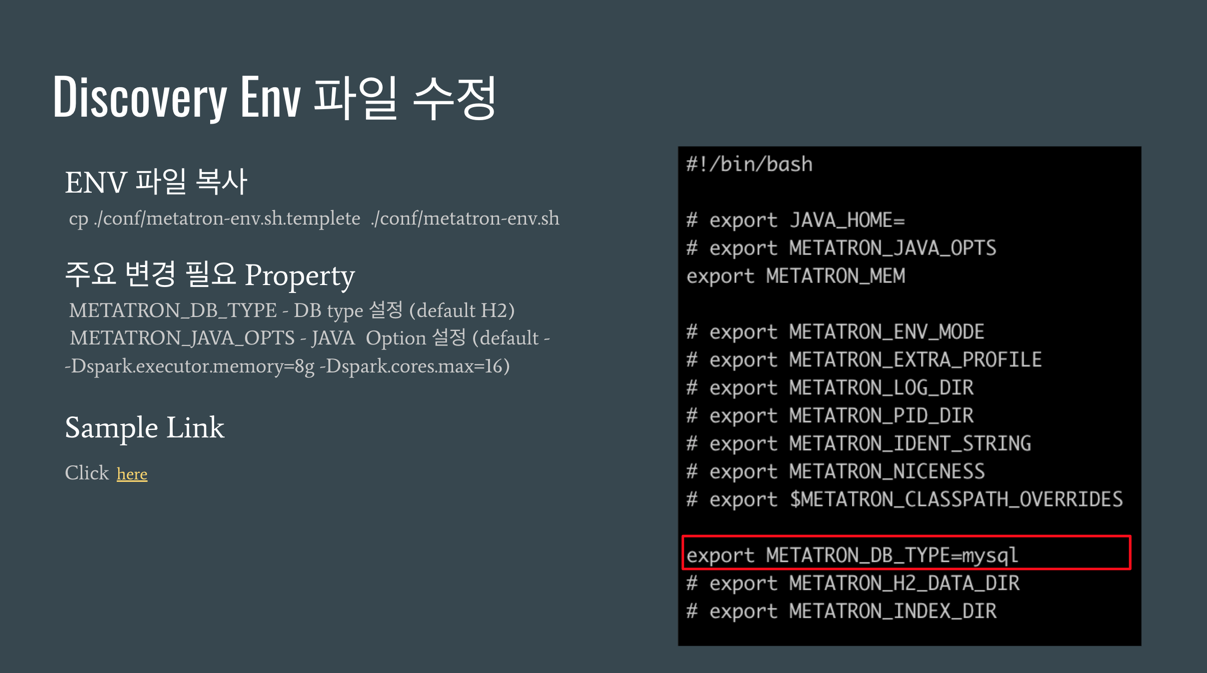 Discovery Env 파일 수정
ENV 파일 복사
cp ./conf/metatron-env.sh.templete ./conf/metatron-env.sh
주요 변경 필요 Property
METATRON_DB_TYPE - DB type 설정 (default H2)
METATRON_JAVA_OPTS - JAVA Option 설정 (default -
-Dspark.executor.memory=8g -Dspark.cores.max=16)
Sample Link
Click here
#!/bin/bash
# export JAVA_HOME=
# export METATRON_JAVA_OPTS
export METATRON_MEM
# export METATRON_ENV_MODE
# export METATRON_EXTRA_PROFILE
# export METATRON_LOG_DIR
# export METATRON_PID_DIR
# export METATRON_IDENT_STRING
# export METATRON_NICENESS
# export $METATRON_CLASSPATH_OVERRIDES
export METATRON_DB_TYPE=mysql
# export METATRON_H2_DATA_DIR
# export METATRON_INDEX_DIR